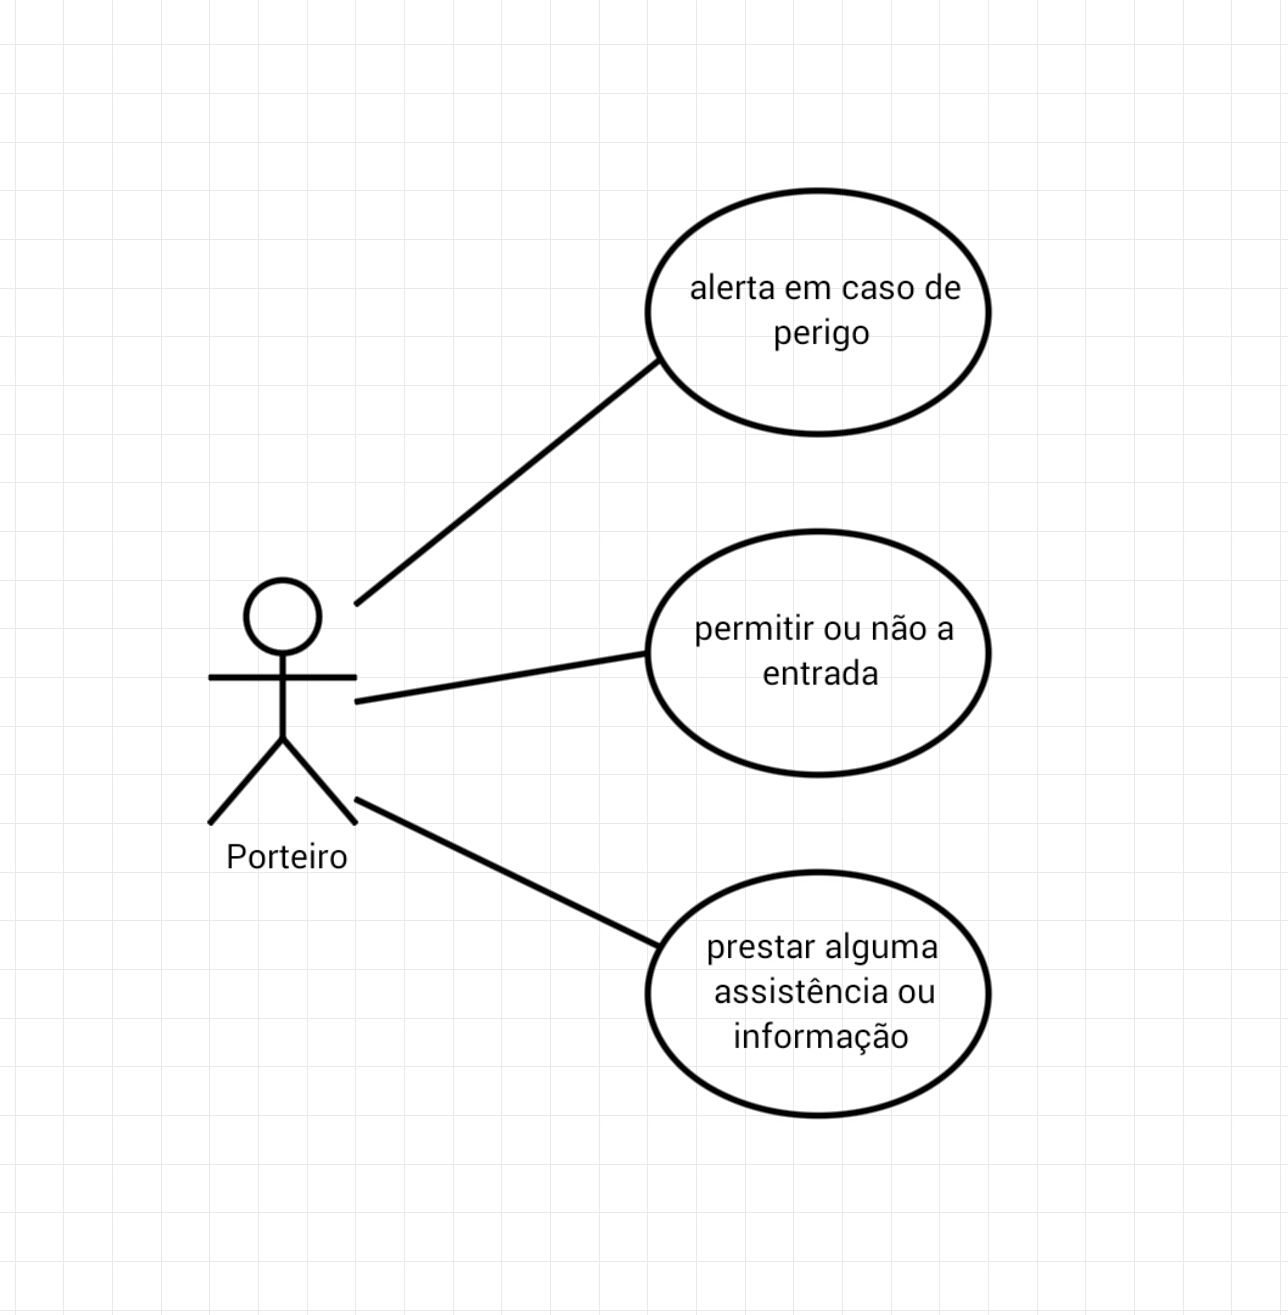 alerta em caso de
perigo
permitir ou não a
entrada
Porteiro
prestar alguma
assistência ou
informação